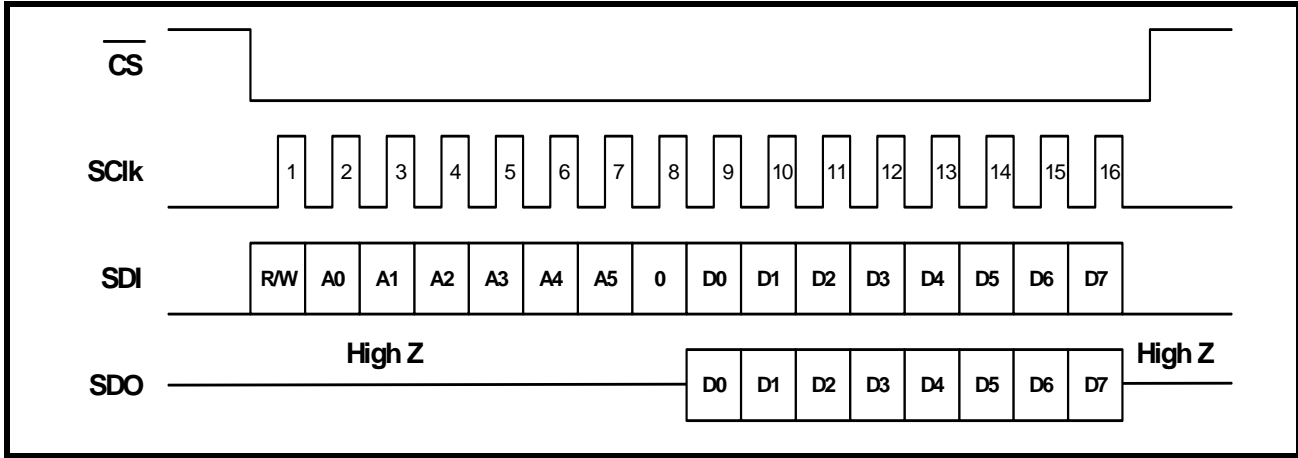 CS
SClk 1 2 3 4 5 6 7 8 9 10 11 12 13 14 15 16
SDI R/W A0 A1 A2 A3 A4 A5 0 D0 D1 D2 D3 D4 D5 D6 D7
High Z High Z
SDO D0 D1 D2 D3 D4 D5 D6 D7